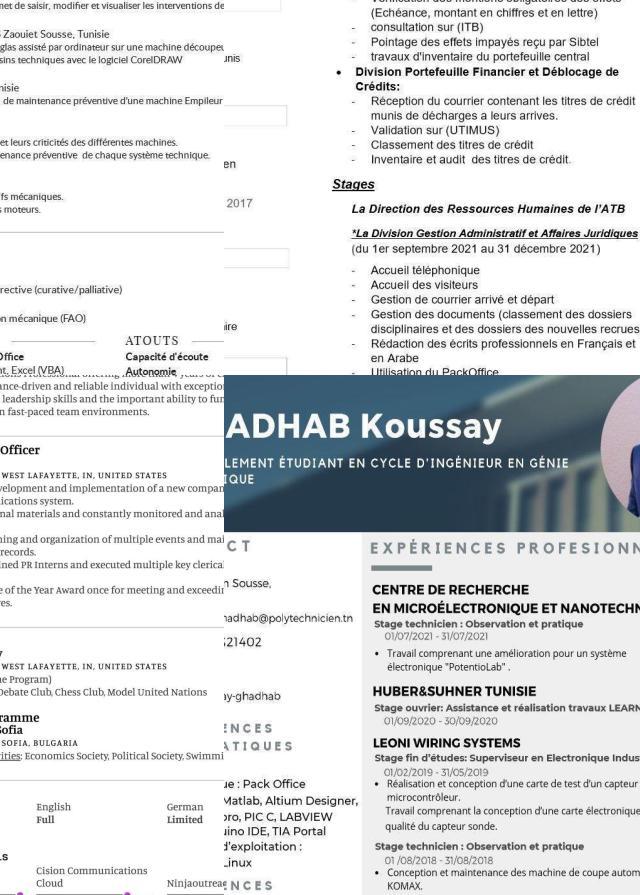 met de saisir, modifier et visualiser les interventions de
Zaouiet Sousse, Tunisie
glas assisté par ordinateur sur une machine découpeu
sins techniques avec le logiciel CorelDRAW
nisie
de maintenance préventive d'une machine Empileur
et leurs criticités des différentes machines.
enance préventive de chaque système technique.
fs mécaniques.
moteurs.
rective (curative/palliative)
on mécanique (FAO)
ATOUTS
Office
Capacité d'écoute
nt, Excel (VBA)
Autonomie
unis
en
2017
ire
(Echéance, montant en chiffres et en lettre)
- consultation sur (ITB)
- Pointage des effets impayés reçu par Sibtel
- travaux d'inventaire du portefeuille central
• Division Portefeuille Financier et Déblocage de
Crédits:
- Réception du courrier contenant les titres de crédit
munis de décharges a leurs arrives.
- Validation sur (UTIMUS)
- Classement des titres de crédit
- Inventaire et audit des titres de crédit.
Stages
La Direction des Ressources Humaines de l'ATB
*La Division Gestion Administratif et Affaires Juridiques
(du 1er septembre 2021 au 31 décembre 2021)
- Accueil téléphonique
- Accueil des visiteurs
- Gestion de courrier arrivé et départ
- Gestion des documents (classement des dossiers
disciplinaires et des dossiers des nouvelles recrues
- Rédaction des écrits professionnels en Français et
en Arabe
- Utilisation du PackOffice
ance-driven and reliable individual with exception
leadership skills and the important ability to fun
n fast-paced team environments.
Officer
WEST LAFAYETTE, IN, UNITED STATES
velopment and implementation of a new compan
ications system.
nal materials and constantly monitored and anal
ning and organization of multiple events and mai
records.
ined PR Interns and executed multiple key clerical
e of the Year Award once for meeting and exceedin
es.
y
WEST LAFAYETTE, IN, UNITED STATES
e Program)
Debate Club, Chess Club, Model United Nations
ramme
Sofia
SOFIA, BULGARIA
rities: Economics Society, Political Society, Swimmi
English
German
Full
Limited
ls
Cision Communications
Cloud
Ninjaoutreac
ADHAB Koussay
LEMENT ÉTUDIANT EN CYCLE D'INGÉNIEUR EN GÉNIE
IQUE
CT
n Sousse,
hadhab@polytechnicien.tn
521402
ay-ghadhab
ENCES
ATIQUES
ue : Pack Office
Matlab, Altium Designer,
pro, PIC C, LABVIEW
uino IDE, TIA Portal
d'exploitation :
Linux
ENCES
EXPÉRIENCES PROFESIONN
CENTRE DE RECHERCHE
EN MICROÉLECTRONIQUE ET NANOTECHN
Stage technicien : Observation et pratique
01/07/2021 - 31/07/2021
• Travail comprenant une amélioration pour un système
électronique "PotentioLab" .
HUBER&SUHNER TUNISIE
Stage ouvrier: Assistance et réalisation travaux LEARN
01/09/2020 - 30/09/2020
LEONI WIRING SYSTEMS
Stage fin d'études: Superviseur en Electronique Indus
01/02/2019 - 31/05/2019
• Réalisation et conception d'une carte de test d'un capteur
microcontrôleur.
Travail comprenant la conception d'une carte électronique
qualité du capteur sonde.
Stage technicien : Observation et pratique
01 /08/2018 - 31/08/2018
• Conception et maintenance des machine de coupe autom
KOMAX.